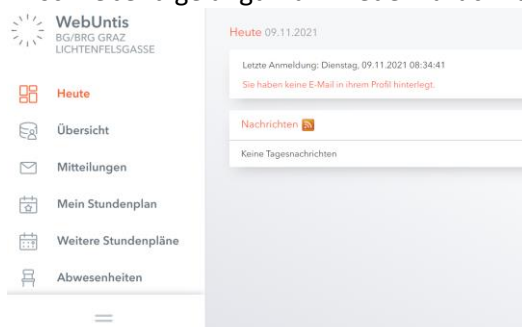 WebUntis
BG/BRG GRAZ
LICHTENFELSGASSE
Heute
Übersicht
Mitteilungen
Mein Stundenplan
Weitere Stundenpläne
Abwesenheiten
Heute 09.11.2021
Letzte Anmeldung: Dienstag, 09.11.2021 08:34:41
Sie haben keine E-Mail in ihrem Profil hinterlegt.
Nachrichten
Keine Tagesnachrichten